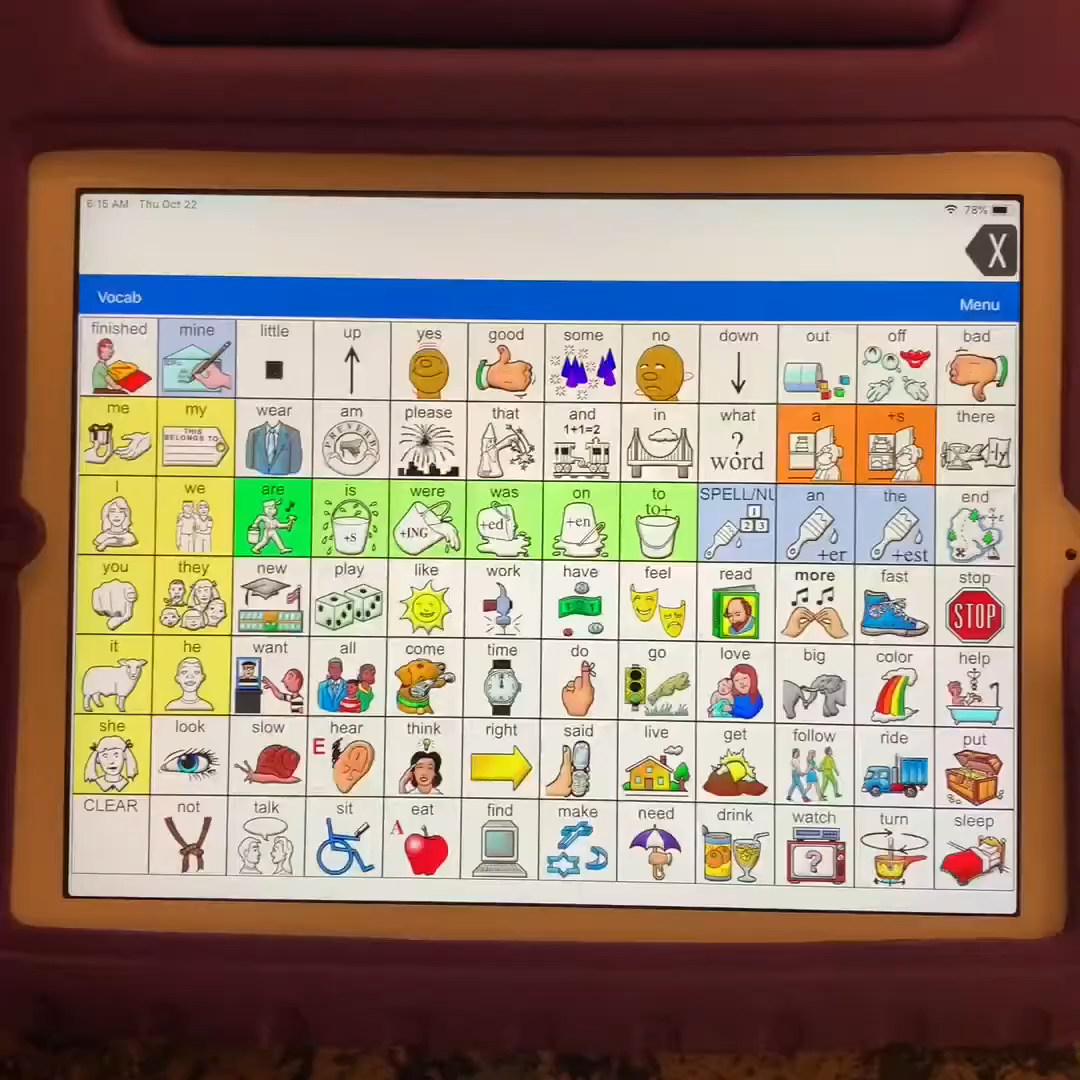 6:15 AM Thu Oct 22 78%
X
Vocab Menu
finished mine little up yes good some no down out off bad
me my wear am please that and in what a +s there
THIS BELONGS TO PREVERB 1+1=2 ? word -ly
I we are is were was on to SPELL/NU an the end
+s +ING +ed +en to+ 1 2 3 +er +est
you they new play like work have feel read more fast stop
STOP
it he want all come time do go love big color help
she look slow hear think right said live get follow ride put
E
CLEAR not talk sit eat find make need drink watch turn sleep
A ?